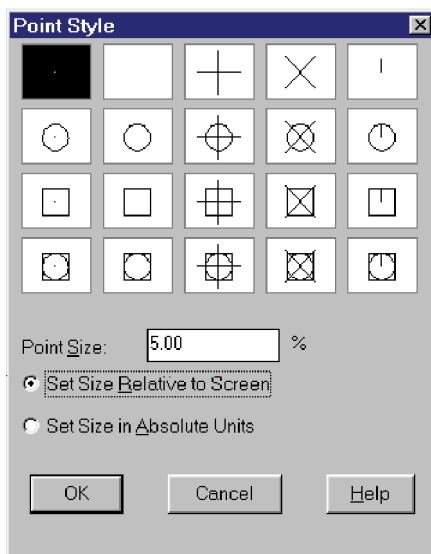 Point Style
Point Size: 5.00 %
Set Size Relative to Screen
Set Size in Absolute Units
OK Cancel Help